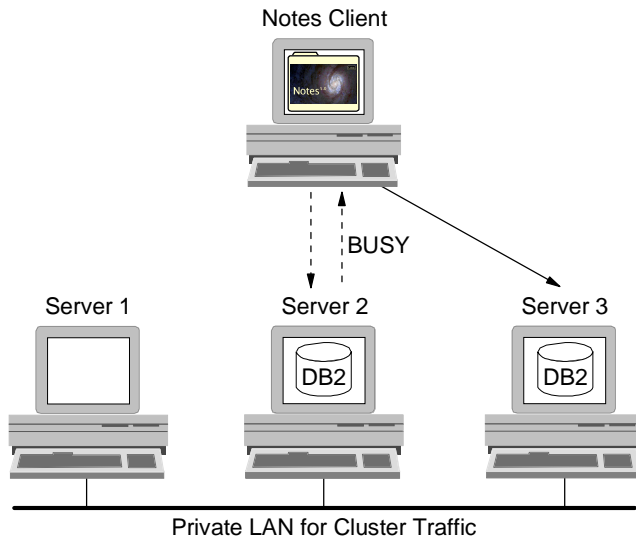 Notes Client
Notes
BUSY
Server 1
Server 2
Server 3
DB2
DB2
Private LAN for Cluster Traffic